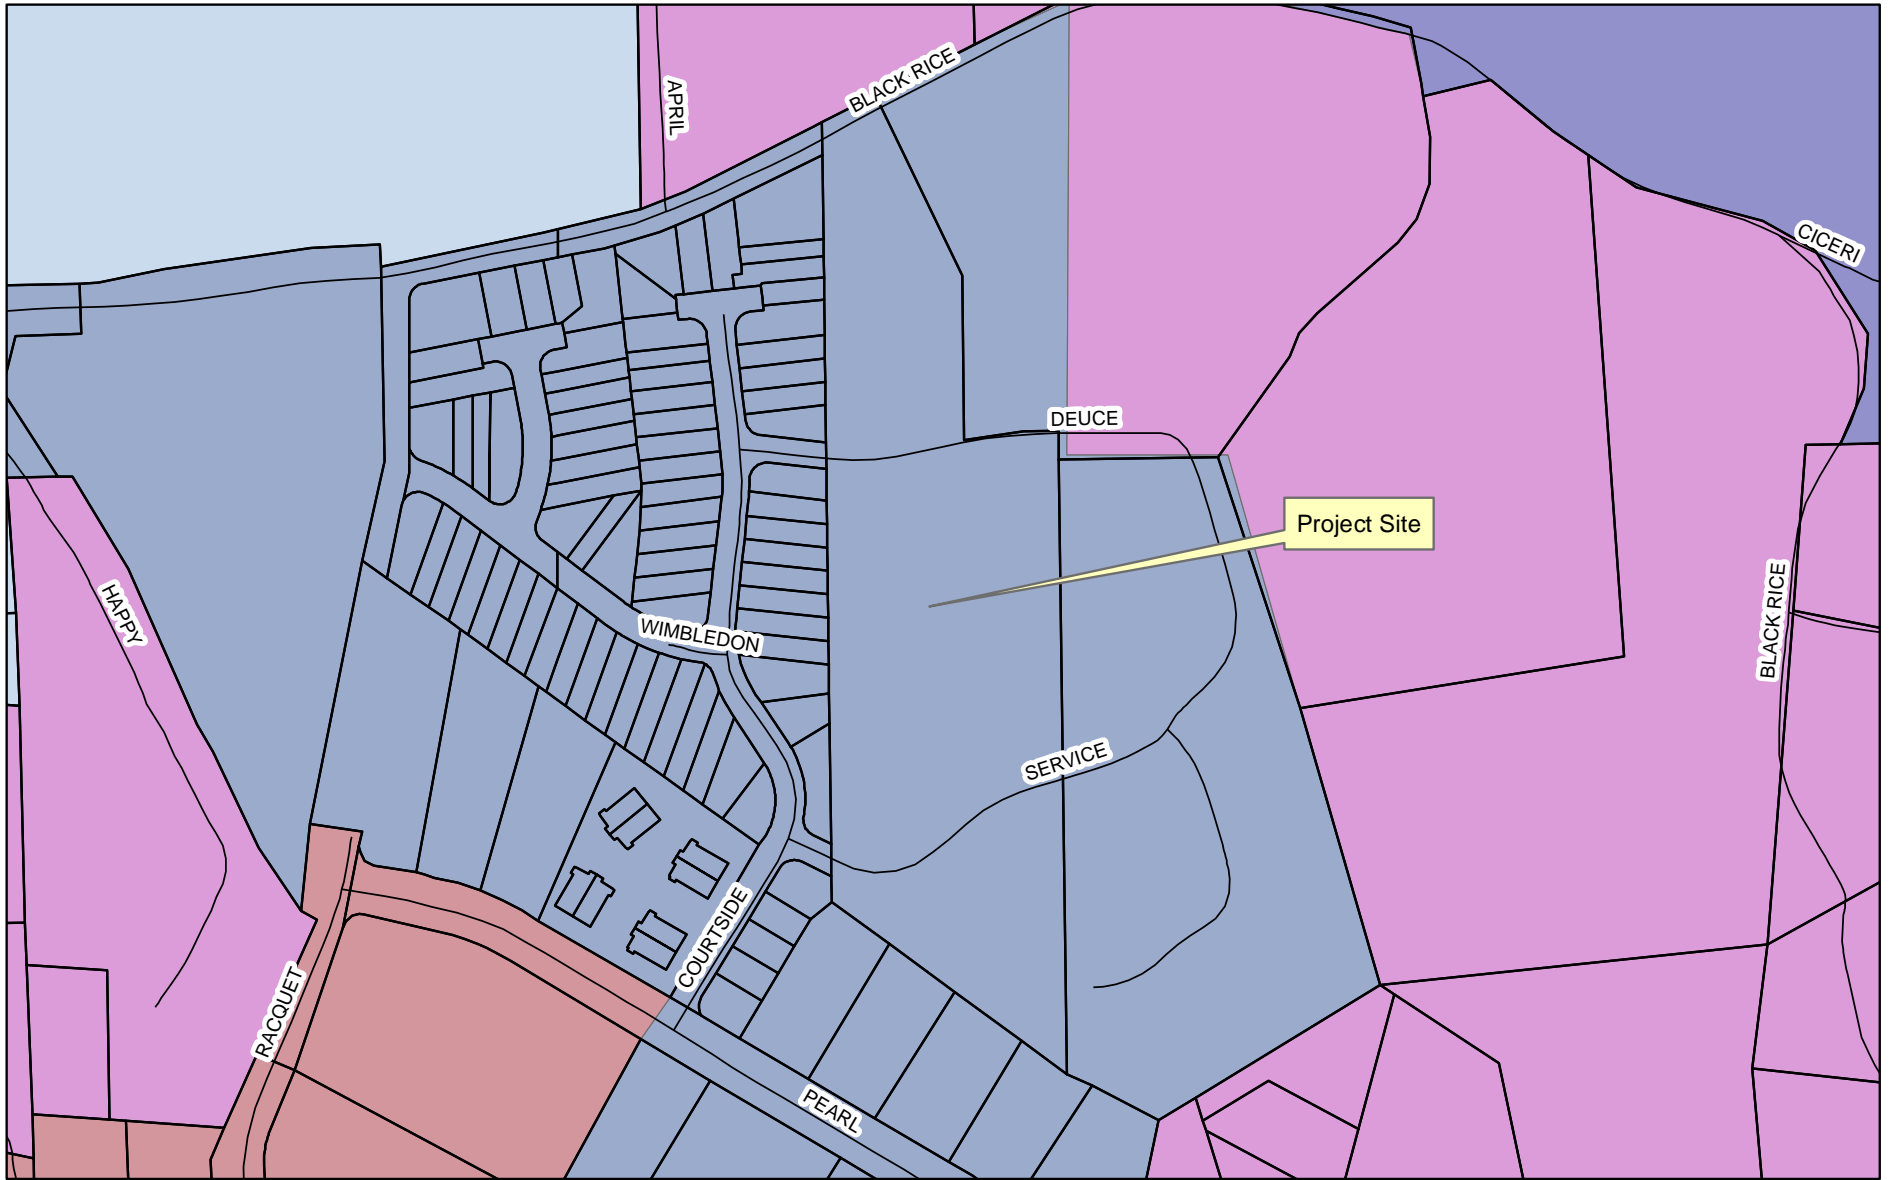 APRIL
BLACK RICE
CICERI
DEUCE
Project Site
HAPPY
WIMBLEDON
BLACK RICE
SERVICE
COURTSIDE
RACQUET
PEARL